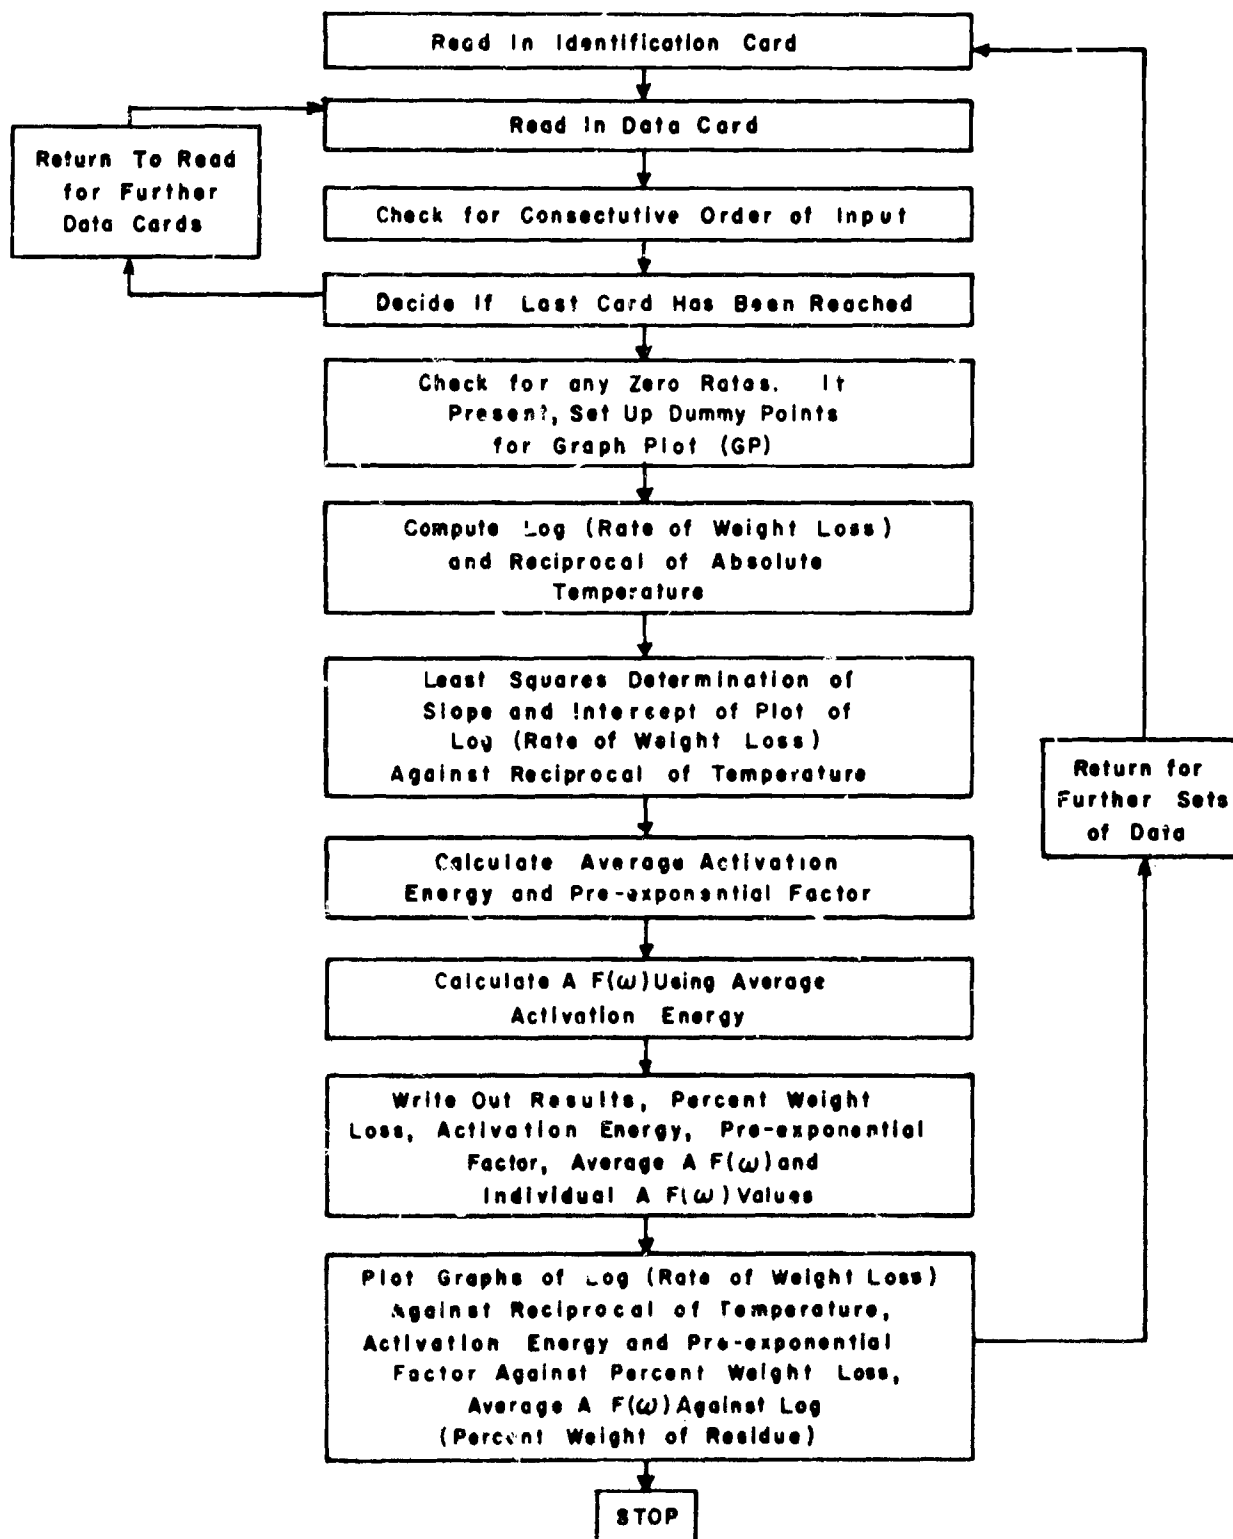 Read In Identification Card
Read In Data Card
Return To Read
for Further
Data Cards
Check for Consectutive Order of Input
Decide If Last Card Has Been Reached
Check for any Zero Ratas. It
Present, Set Up Dummy Points
for Graph Plot (GP)
Compute Log (Rate of Weight Loss)
and Reciprocal of Absolute
Temperature
Least Squares Determination of
Slope and Intercept of Plot of
Log (Rate of Weight Loss)
Against Reciprocal of Temperature
Return for
Further Sets
of Data
Calculate Average Activation
Energy and Pre-exponential Factor
Calculate A F(ω) Using Average
Activation Energy
Write Out Results, Percent Weight
Loss, Activation Energy, Pre-exponential
Factor, Average A F(ω) and
Individual A F(ω) Values
Plot Graphs of Log (Rate of Weight Loss)
Against Reciprocal of Temperature,
Activation Energy and Pre-exponential
Factor Against Percent Weight Loss,
Average A F(ω) Against Log
(Percent Weight of Residue)
STOP